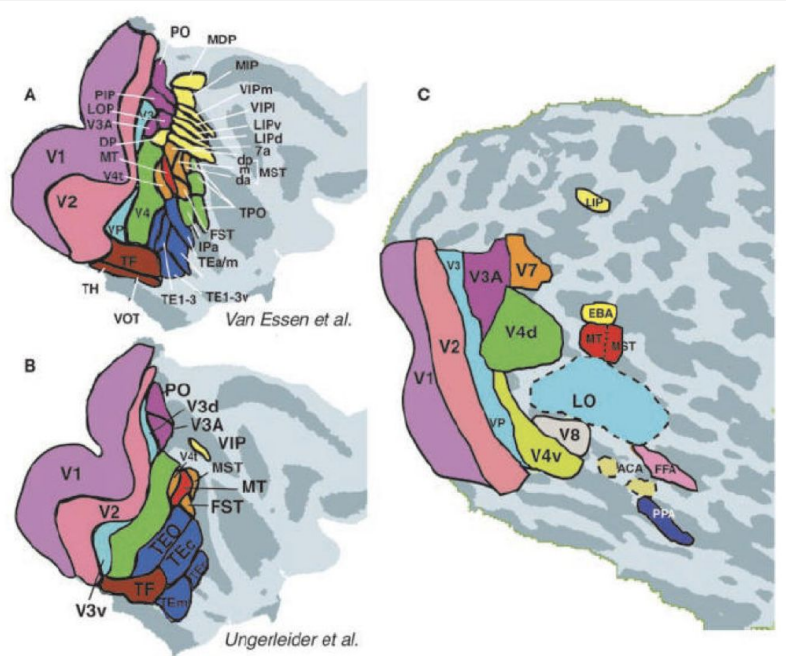 A
PO
MDP
MIP
PIP
VIPm
LOP
V3
VIPl
V3A
LIPv
DP
LIPd
V1
MT
7a
dp
V4t
m
MST
da
V2
V4
TPO
VP
FST
IPa
TF
TEa/m
TH
TE1-3
TE1-3v
VOT
Van Essen et al.
B
PO
V3d
V3A
VIP
V1
V4t
MST
MT
V2
FST
TEO
TEc
TF
TEm
V3v
Ungerleider et al.
C
LIP
V3
V3A
V7
EBA
V2
V4d
MT
MST
V1
LO
VP
V8
V4v
ACA
FFA
PPA